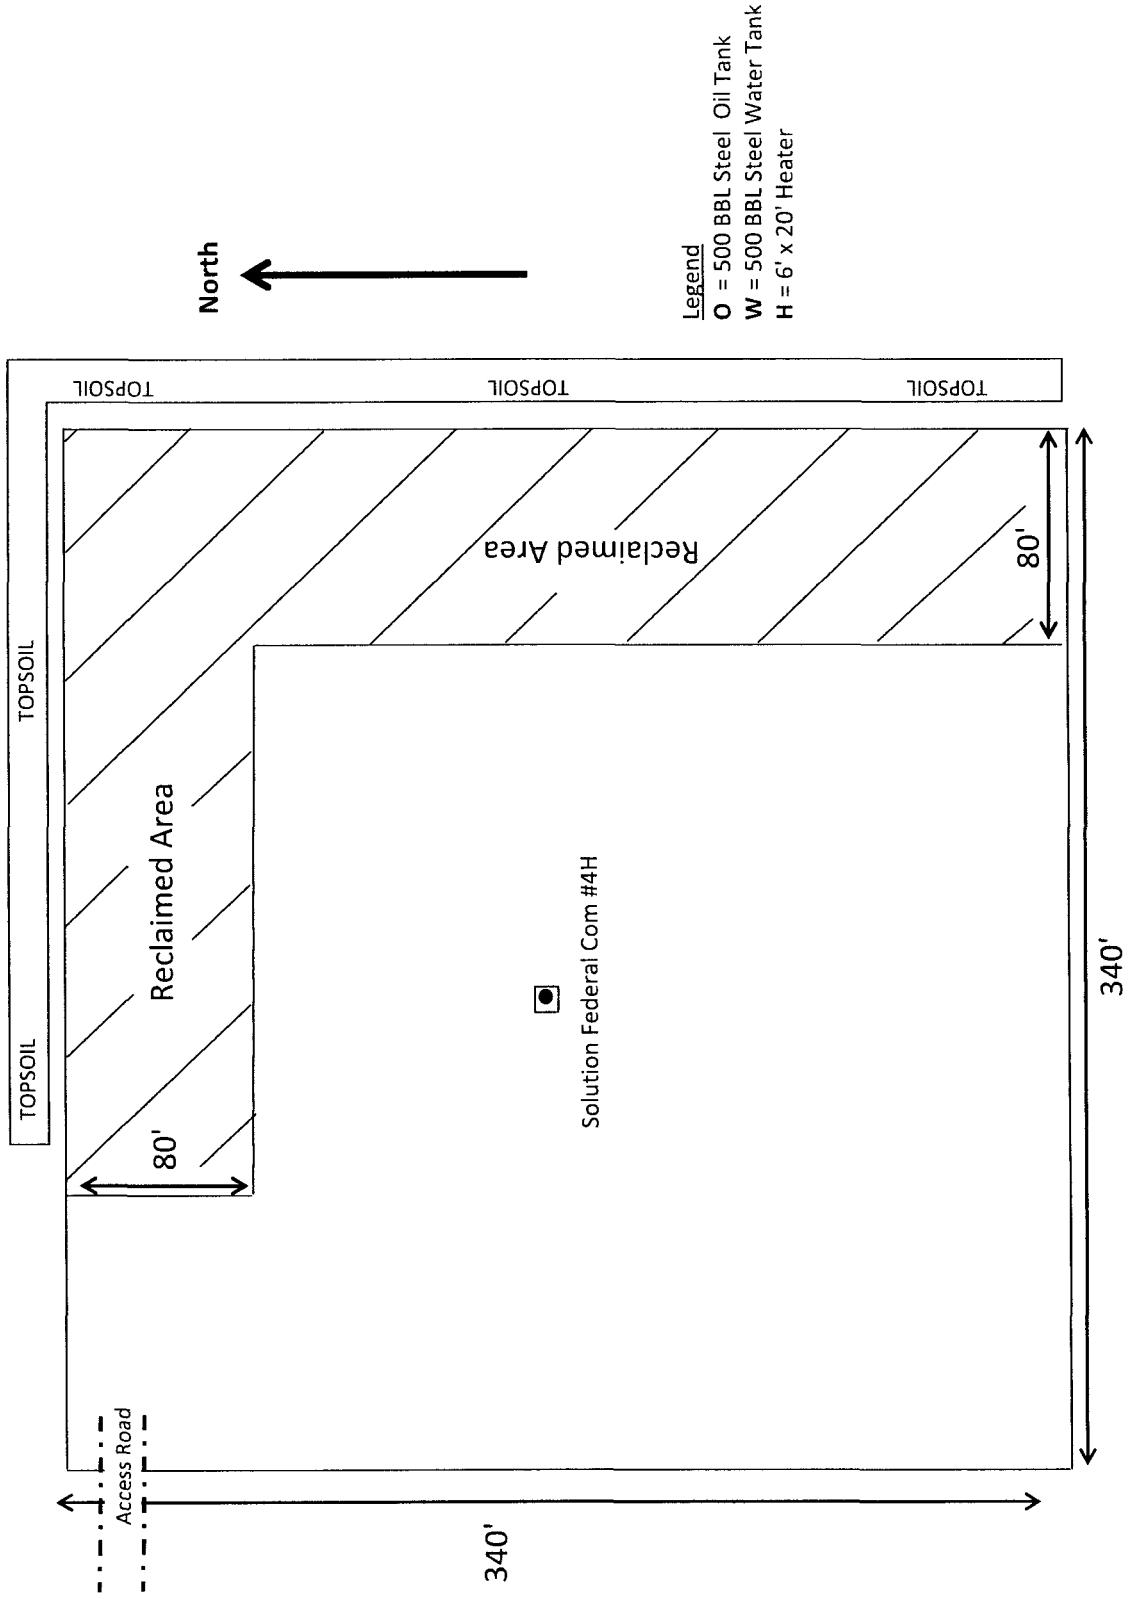 TOPSOIL
TOPSOIL
Access Road
80'
Reclaimed Area
TOPSOIL
North
340'
Reclaimed Area
TOPSOIL
Solution Federal Com #4H
Legend
O = 500 BBL Steel Oil Tank
W = 500 BBL Steel Water Tank
H = 6' x 20' Heater
TOPSOIL
80'
340'